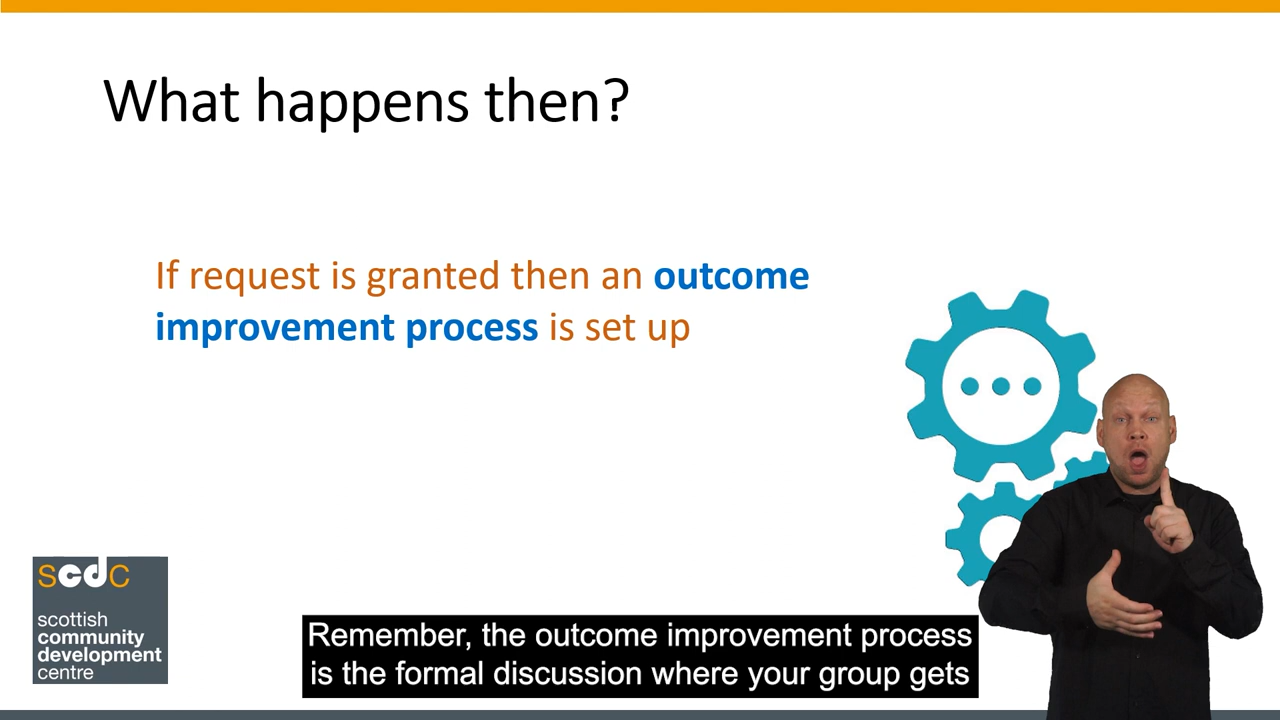 What happens then?
If request is granted then an outcome
improvement process is set up
scdc
scottish
community
development
centre
Remember, the outcome improvement process
is the formal discussion where your group gets